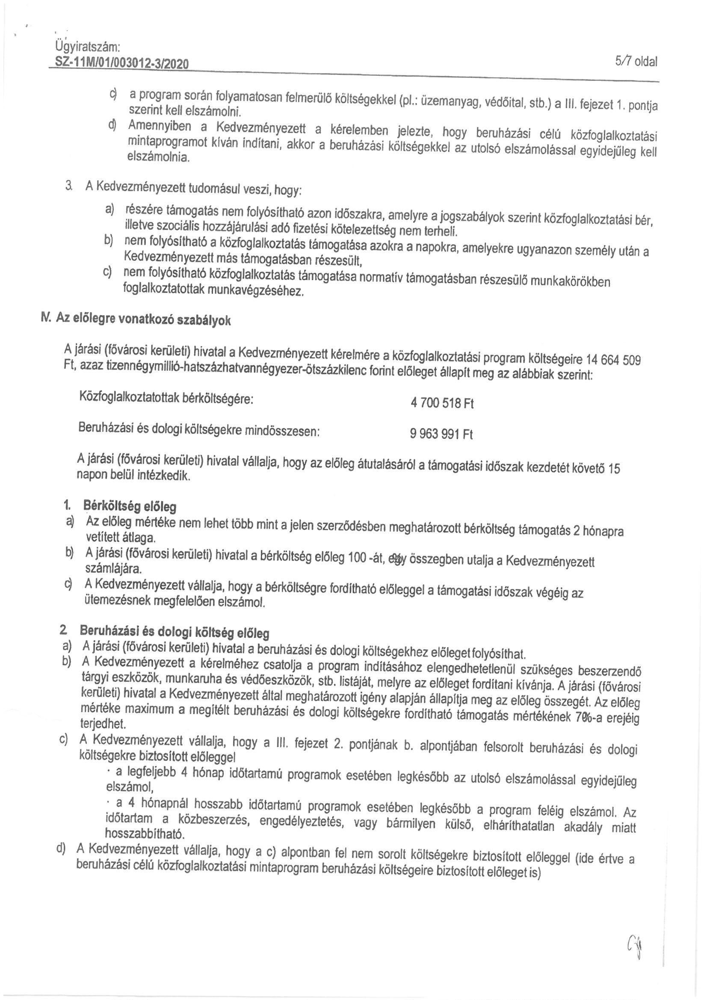 Ügyiratszám:
SZ-11M/01/003012-3/2020
5/7 oldal
c) a program során folyamatosan felmerülő költségekkel (pl.: üzemanyag, védőital, stb.) a III. fejezet 1. pontja
szerint kell elszámolni.
d) Amennyiben a Kedvezményezett a kérelemben jelezte, hogy beruházási célú közfoglalkoztatási
mintaprogramot kíván indítani, akkor a beruházási költségekkel az utolsó elszámolással egyidejűleg kell
elszámolnia.
3. A Kedvezményezett tudomásul veszi, hogy:
a) részére támogatás nem folyósítható azon időszakra, amelyre a jogszabályok szerint közfoglalkoztatási bér,
illetve szociális hozzájárulási adó fizetési kötelezettség nem terheli.
b) nem folyósítható a közfoglalkoztatás támogatása azokra a napokra, amelyekre ugyanazon személy után a
Kedvezményezett más támogatásban részesült,
c) nem folyósítható közfoglalkoztatás támogatása normatív támogatásban részesülő munkakörökben
foglalkoztatottak munkavégzéséhez.
IV. Az előlegre vonatkozó szabályok
A járási (fővárosi kerületi) hivatal a Kedvezményezett kérelmére a közfoglalkoztatási program költségeire 14 664 509
Ft, azaz tizennégymillió-hatszázhatvannégyezer-ötszázkilenc forint előleget állapít meg az alábbiak szerint:
Közfoglalkoztatottak bérköltségére: 4 700 518 Ft
Beruházási és dologi költségekre mindösszesen: 9 963 991 Ft
A járási (fővárosi kerületi) hivatal vállalja, hogy az előleg átutalásáról a támogatási időszak kezdetét követő 15
napon belül intézkedik.
1. Bérköltség előleg
a) Az előleg mértéke nem lehet több mint a jelen szerződésben meghatározott bérköltség támogatás 2 hónapra
vetített átlaga.
b) A járási (fővárosi kerületi) hivatal a bérköltség előleg 100 -át, egy összegben utalja a Kedvezményezett
számlájára.
c) A Kedvezményezett vállalja, hogy a bérköltségre fordítható előleggel a támogatási időszak végéig az
ütemezésnek megfelelően elszámol.
2 Beruházási és dologi költség előleg
a) A járási (fővárosi kerületi) hivatal a beruházási és dologi költségekhez előleget folyósíthat.
b) A Kedvezményezett a kérelméhez csatolja a program indításához elengedhetetlenül szükséges beszerzendő
tárgyi eszközök, munkaruha és védőeszközök, stb. listáját, melyre az előleget fordítani kívánja. A járási (fővárosi
kerületi) hivatal a Kedvezményezett által meghatározott igény alapján állapítja meg az előleg összegét. Az előleg
mértéke maximum a megítélt beruházási és dologi költségekre fordítható támogatás mértékének 70%-a erejéig
terjedhet.
c) A Kedvezményezett vállalja, hogy a III. fejezet 2. pontjának b. alpontjában felsorolt beruházási és dologi
költségekre biztosított előleggel
· a legfeljebb 4 hónap időtartamú programok esetében legkésőbb az utolsó elszámolással egyidejűleg
elszámol,
· a 4 hónapnál hosszabb időtartamú programok esetében legkésőbb a program feléig elszámol. Az
időtartam a közbeszerzés, engedélyeztetés, vagy bármilyen külső, elháríthatatlan akadály miatt
hosszabbítható.
d) A Kedvezményezett vállalja, hogy a c) alpontban fel nem sorolt költségekre biztosított előleggel (ide értve a
beruházási célú közfoglalkoztatási mintaprogram beruházási költségeire biztosított előleget is)